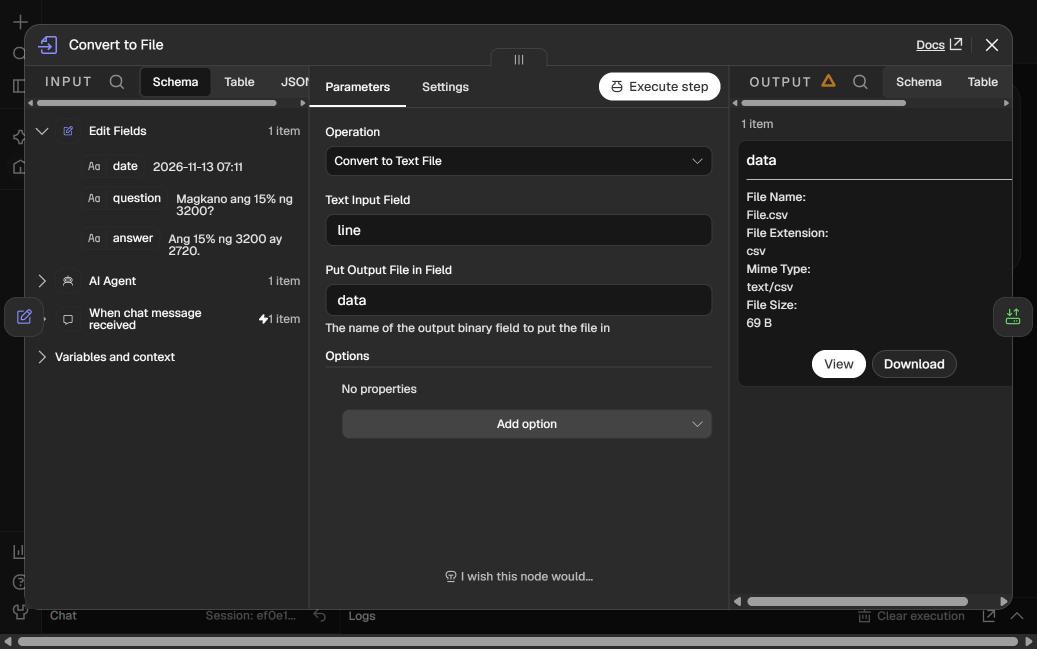 Convert to File
Docs
INPUT
Schema
Table
JSON
Edit Fields
1 item
Aa date 2026-11-13 07:11
Aa question Magkano ang 15% ng
3200?
Aa answer Ang 15% ng 3200 ay
2720.
AI Agent
1 item
When chat message
received
1 item
Variables and context
Parameters
Settings
Execute step
Operation
Convert to Text File
Text Input Field
line
Put Output File in Field
data
The name of the output binary field to put the file in
Options
No properties
Add option
I wish this node would...
OUTPUT
Schema
Table
1 item
data
File Name:
File.csv
File Extension:
csv
Mime Type:
text/csv
File Size:
69 B
View
Download
Chat
Session: ef0e1...
Logs
Clear execution